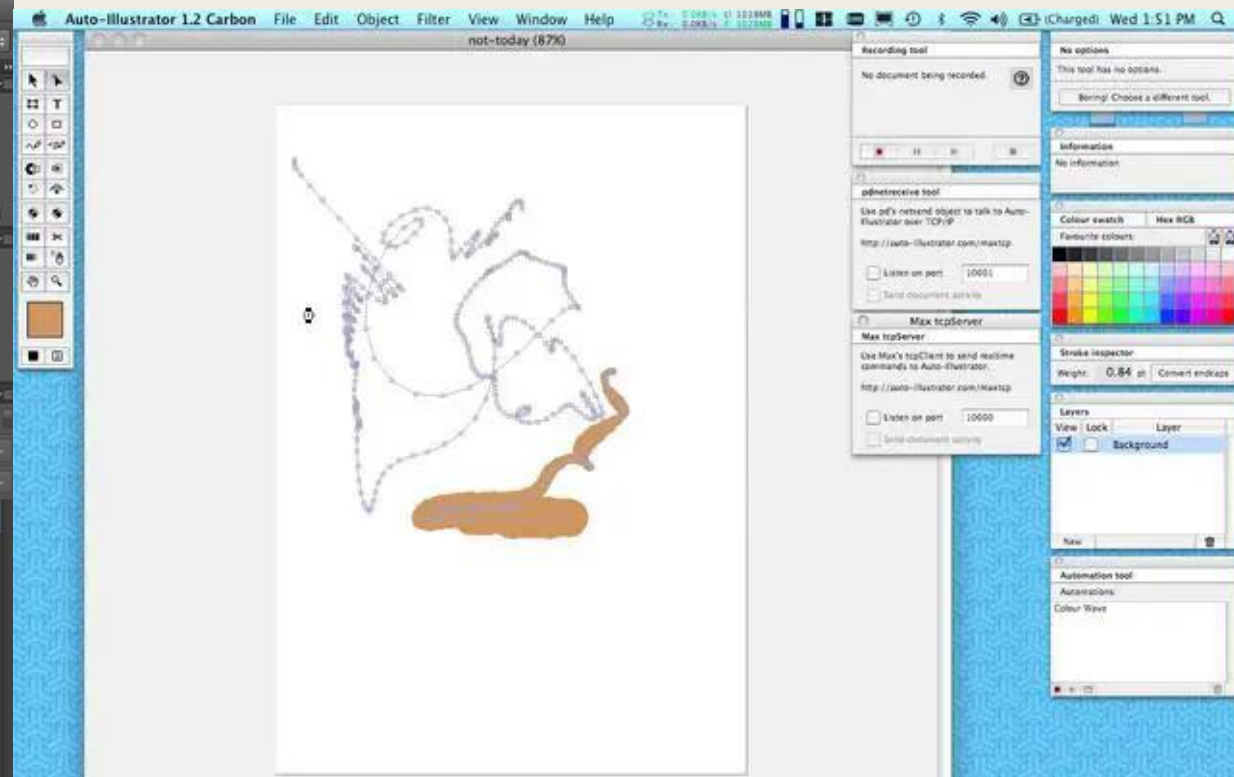 Auto-Illustrator 1.2 Carbon File Edit Object Filter View Window Help (Charged) Wed 1:51 PM
not-today (87%)
T
Recording tool
No document being recorded.
pdnetreceive tool
Use pd's netsend object to talk to Auto-
Illustrator over TCP/IP
http://auto-illustrator.com/maxtcp
Listen on port 10001
Send document activity
Max tcpServer
Max tcpServer
Use Max's tcpClient to send realtime
commands to Auto-Illustrator.
http://auto-illustrator.com/maxtcp
Listen on port 10000
Send document activity
No options
This tool has no options.
Boring! Choose a different tool.
Information
No information
Colour swatch Hex RGB
Favourite colours:
Stroke inspector
Weight: 0.84 pt Convert endcaps
Layers
View Lock Layer
Background
New
Automation tool
Automations:
Colour Wave